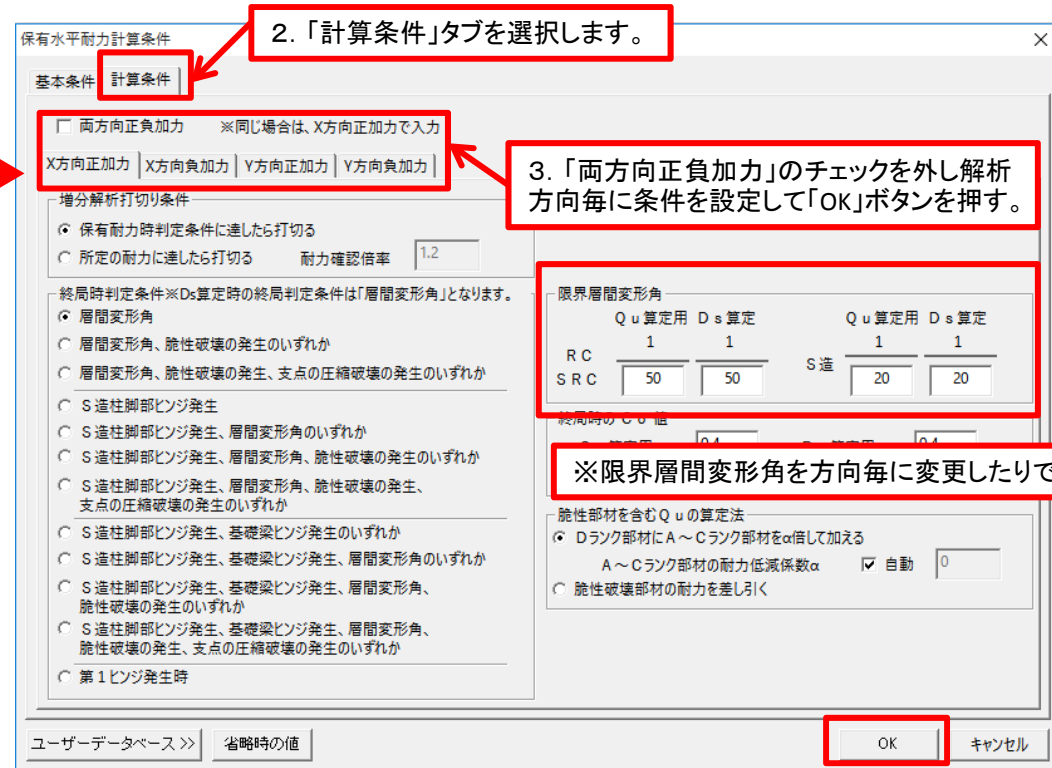 2．「計算条件」タブを選択します。
保有水平耐力計算条件
基本条件 計算条件
両方向正負加力 ※同じ場合は、X方向正加力で入力
X方向正加力 X方向負加力 Y方向正加力 Y方向負加力
3．「両方向正負加力」のチェックを外し解析
方向毎に条件を設定して「OK」ボタンを押す。
増分解析打切り条件
保有耐力時判定条件に達したら打切る
所定の耐力に達したら打切る 耐力確認倍率 1.2
終局時判定条件※Ds算定時の終局判定条件は「層間変形角」となります。
層間変形角
層間変形角、脆性破壊の発生のいずれか
層間変形角、脆性破壊の発生、支点の圧縮破壊の発生のいずれか
S造柱脚部ヒンジ発生
S造柱脚部ヒンジ発生、層間変形角のいずれか
S造柱脚部ヒンジ発生、層間変形角、脆性破壊の発生のいずれか
S造柱脚部ヒンジ発生、層間変形角、脆性破壊の発生、
支点の圧縮破壊の発生のいずれか
S造柱脚部ヒンジ発生、基礎梁ヒンジ発生のいずれか
S造柱脚部ヒンジ発生、基礎梁ヒンジ発生、層間変形角のいずれか
S造柱脚部ヒンジ発生、基礎梁ヒンジ発生、層間変形角、
脆性破壊の発生のいずれか
S造柱脚部ヒンジ発生、基礎梁ヒンジ発生、層間変形角、
脆性破壊の発生、支点の圧縮破壊の発生のいずれか
第1ヒンジ発生時
限界層間変形角
Qu算定用 Ds算定 Qu算定用 Ds算定
1 1 1 1
RC S造
SRC 50 50 20 20
終局時の
※限界層間変形角を方向毎に変更したりで
脆性部材を含むQuの算定法
Dランク部材にA～Cランク部材をα倍して加える
A～Cランク部材の耐力低減係数α 自動 0
脆性破壊部材の耐力を差し引く
ユーザーデータベース>> 省略時の値 OK キャンセル